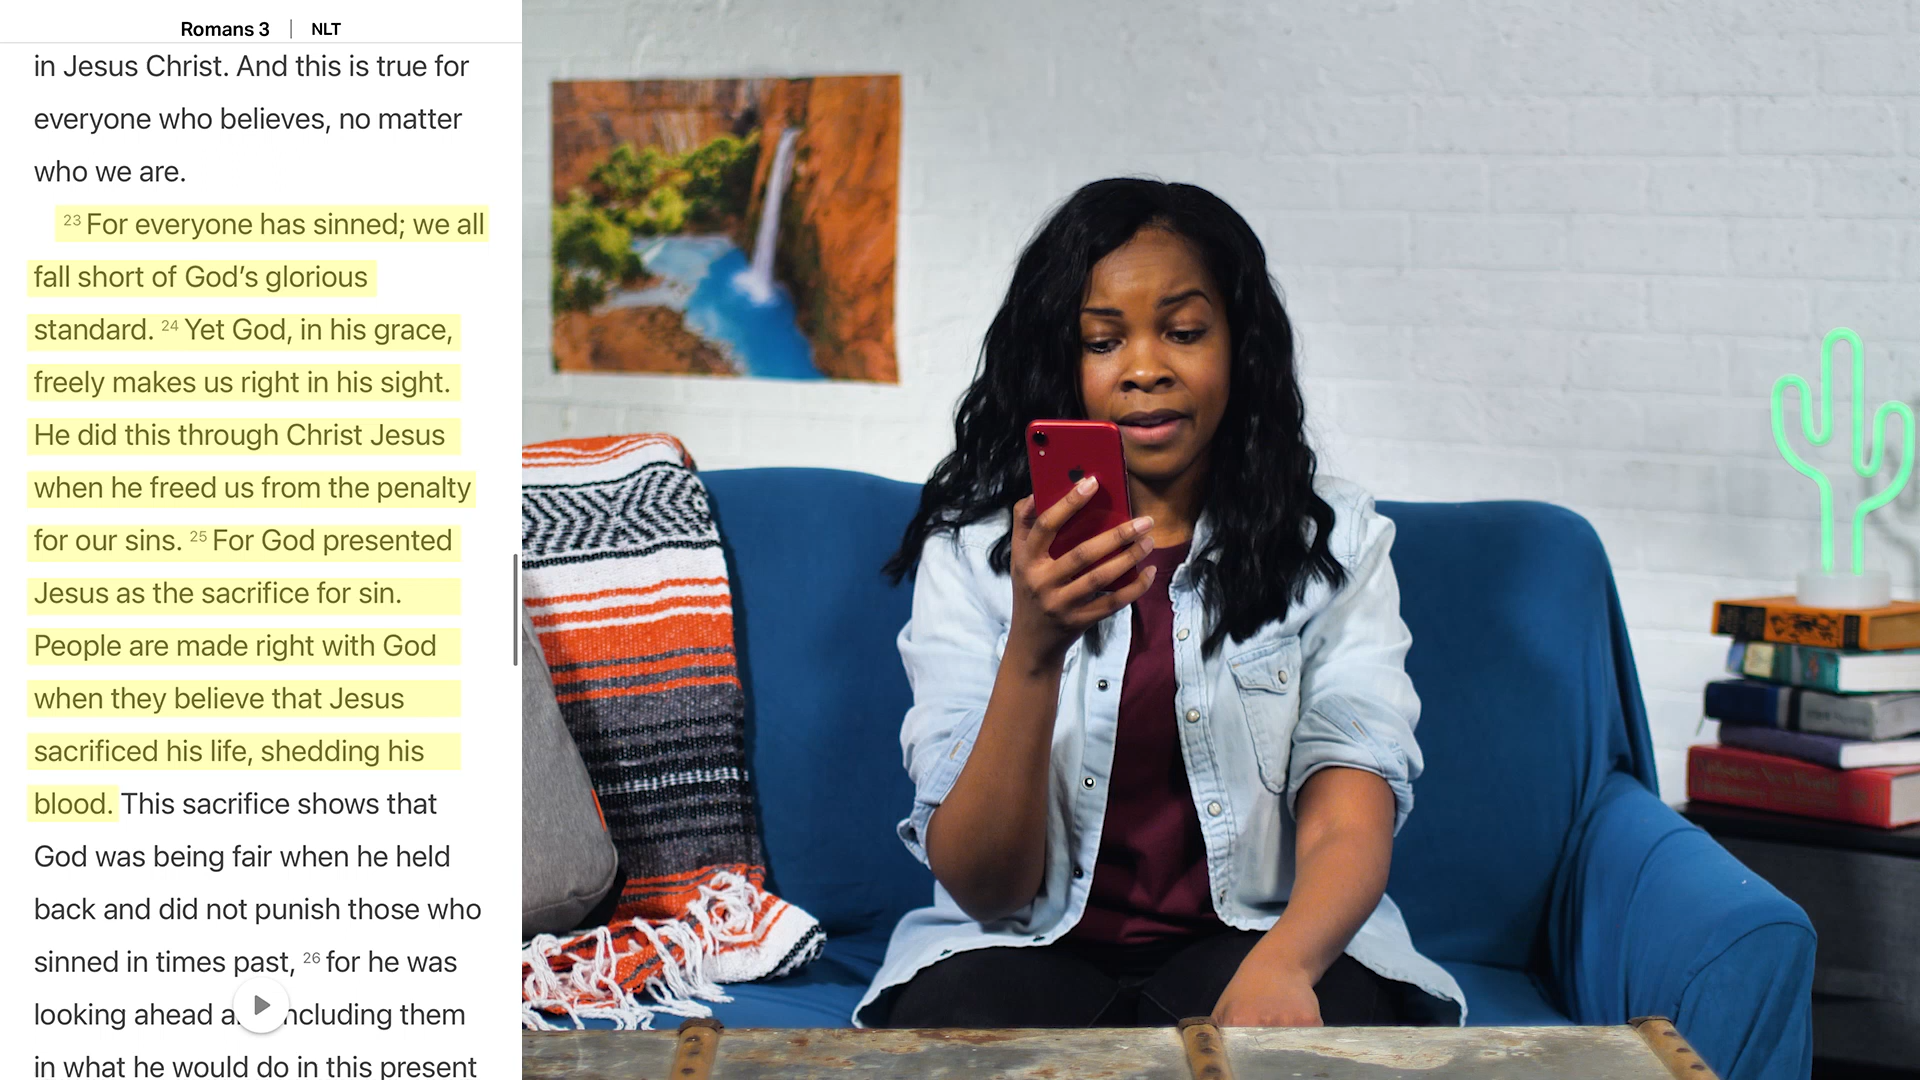 Romans 3 | NLT
in Jesus Christ. And this is true for
everyone who believes, no matter
who we are.
23 For everyone has sinned; we all
fall short of God’s glorious
standard. 24 Yet God, in his grace,
freely makes us right in his sight.
He did this through Christ Jesus
when he freed us from the penalty
for our sins. 25 For God presented
Jesus as the sacrifice for sin.
People are made right with God
when they believe that Jesus
sacrificed his life, shedding his
blood. This sacrifice shows that
God was being fair when he held
back and did not punish those who
sinned in times past, 26 for he was
looking ahead them
in what he would do in this present